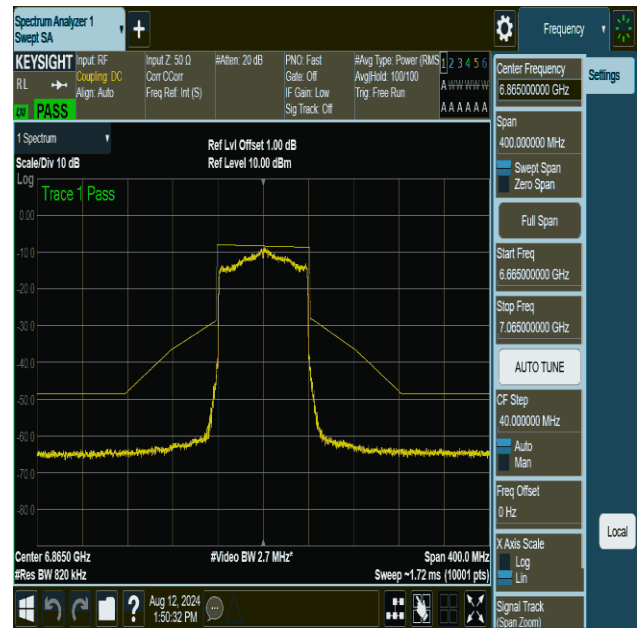 Spectrum Analyzer 1
Swept SA
+
Frequency
KEYSIGHT
RL
PASS
Input: RF
Coupling: DC
Align: Auto
Input Z: 50 Ω
Corr CCorr
Freq Ref: Int (S)
#Atten: 20 dB
PNO: Fast
Gate: Off
IF Gain: Low
Sig Track: Off
#Avg Type: Power (RMS
Avg|Hold: 100/100
Trig: Free Run
1 2 3 4 5 6
A W W W W W
A A A A A A
1 Spectrum
Scale/Div 10 dB
Ref Lvl Offset 1.00 dB
Ref Level 10.00 dBm
Log
Trace 1 Pass
0.00
-10.0
-20.0
-30.0
-40.0
-50.0
-60.0
-70.0
-80.0
Center 6.8650 GHz
#Res BW 820 kHz
#Video BW 2.7 MHz*
Span 400.0 MHz
Sweep ~1.72 ms (10001 pts)
Center Frequency
6.865000000 GHz
Settings
Span
400.000000 MHz
Swept Span
Zero Span
Full Span
Start Freq
6.665000000 GHz
Stop Freq
7.065000000 GHz
AUTO TUNE
CF Step
40.000000 MHz
Auto
Man
Freq Offset
0 Hz
X Axis Scale
Log
Lin
Local
Signal Track
(Span Zoom)
?
Aug 12, 2024
1:50:32 PM